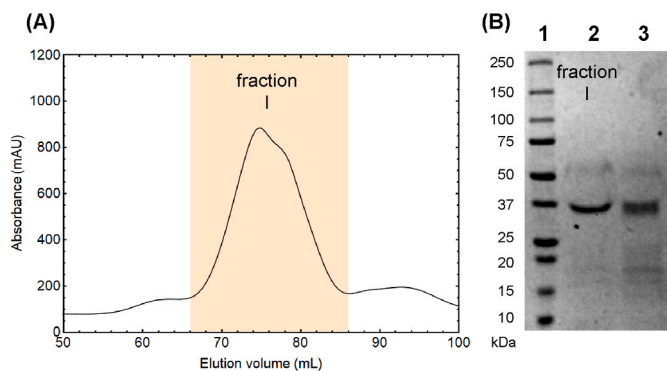 (A)
1200
1000
800
600
400
200
0
50
60
70
80
90
100
Absorbance (mAU)
Elution volume (mL)
fraction
I
(B)
1 2 3
fraction
I
250
150
100
75
50
37
25
20
15
10
kDa